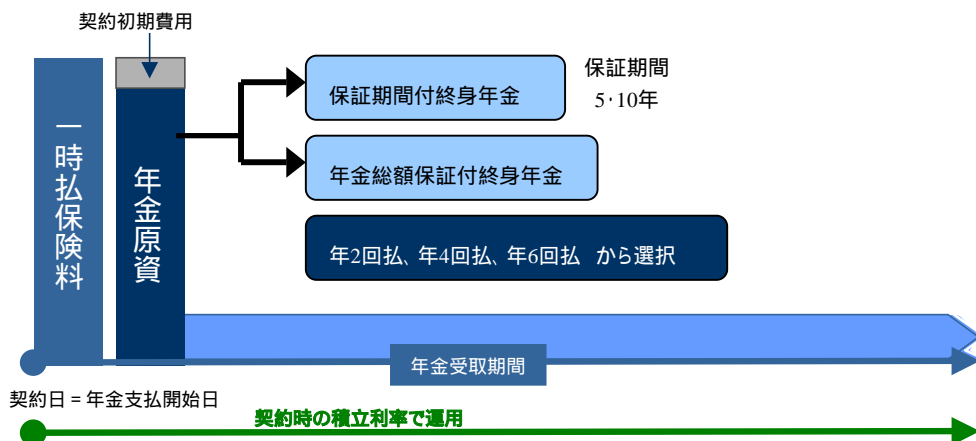 契約初期費用
一時払保険料
年金原資
保証期間付終身年金
保証期間
5･10年
年金総額保証付終身年金
年2回払、年4回払、年6回払 から選択
年金受取期間
契約日 = 年金支払開始日
契約時の積立利率で運用